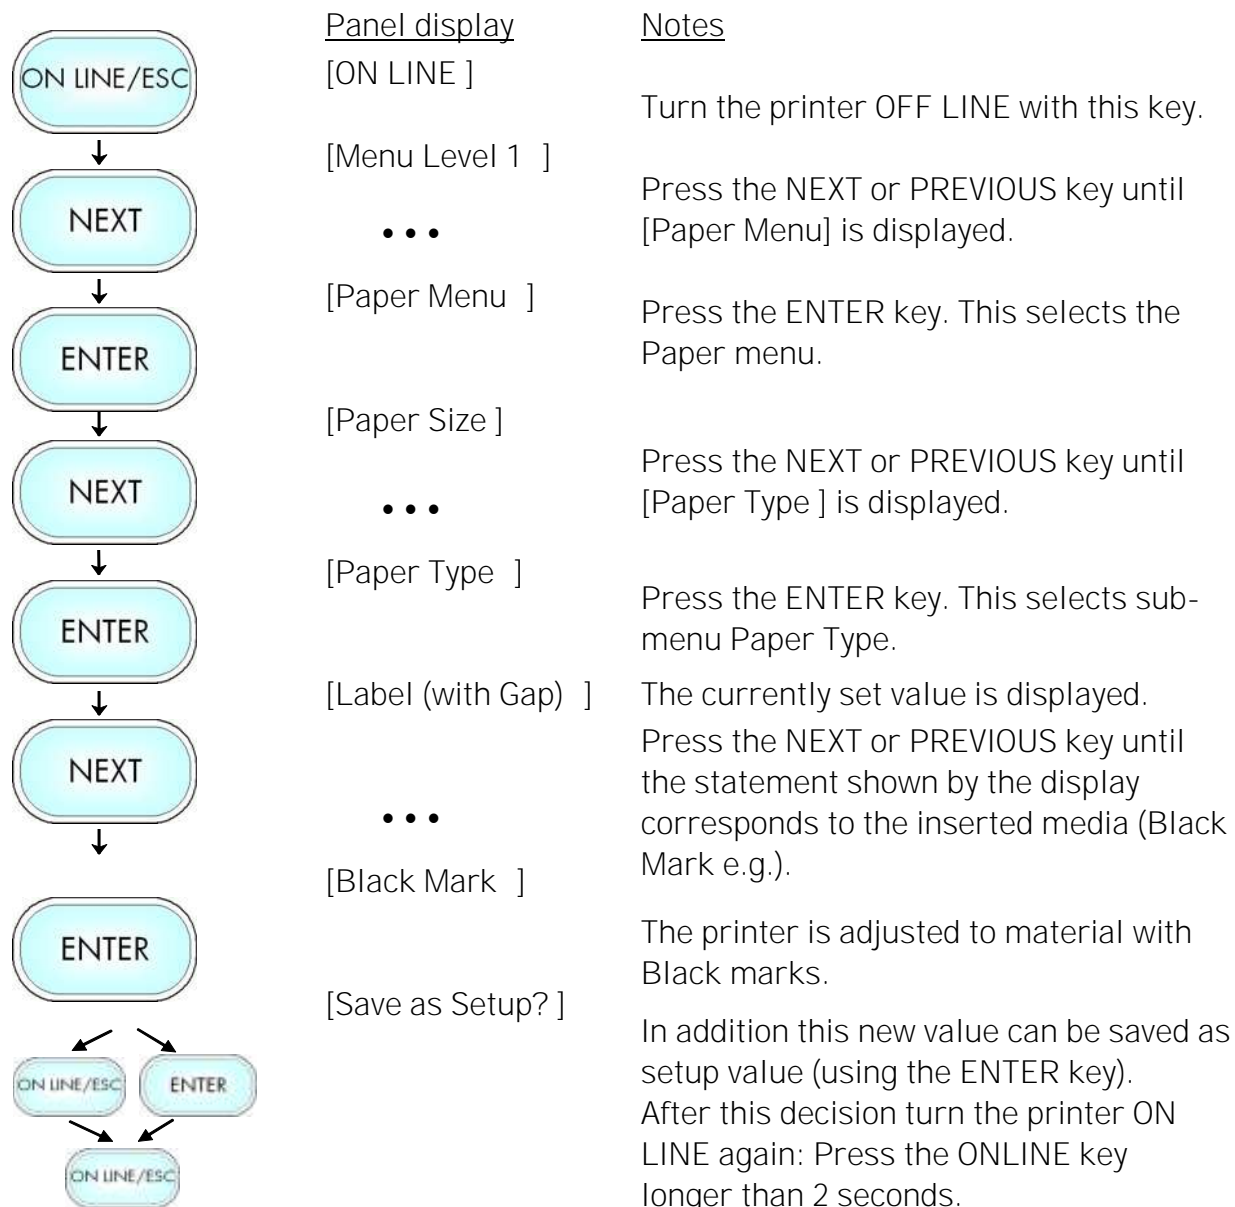 Panel display Notes
ON LINE/ESC
[ON LINE ]
Turn the printer OFF LINE with this key.
[Menu Level 1 ]
NEXT
Press the NEXT or PREVIOUS key until
[Paper Menu] is displayed.
• • •
[Paper Menu ]
ENTER
Press the ENTER key. This selects the
Paper menu.
[Paper Size ]
NEXT
Press the NEXT or PREVIOUS key until
[Paper Type ] is displayed.
• • •
[Paper Type ]
ENTER
Press the ENTER key. This selects sub-
menu Paper Type.
[Label (with Gap) ] The currently set value is displayed.
NEXT
Press the NEXT or PREVIOUS key until
the statement shown by the display
corresponds to the inserted media (Black
Mark e.g.).
• • •
[Black Mark ]
ENTER
The printer is adjusted to material with
Black marks.
[Save as Setup? ]
In addition this new value can be saved as
setup value (using the ENTER key).
After this decision turn the printer ON
LINE again: Press the ONLINE key
longer than 2 seconds.
ON LINE/ESC ENTER
ON LINE/ESC